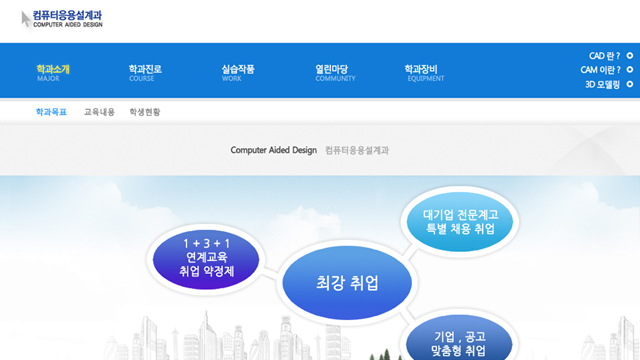 컴퓨터응용설계과
COMPUTER AIDED DESIGN
CAD 란 ?
학과소개 학과진로 실습작품 열린마당 학과장비
CAM 이란 ?
MAJOR COURSE WORK COMMUNITY EQUIPMENT
3D 모델링
학과목표 교육내용 학생현황
Computer Aided Design 컴퓨터응용설계과
대기업 전문계고
특별 채용 취업
1 + 3 + 1
연계교육
취업 약정제
최강 취업
기업 , 공고
맞춤형 취업